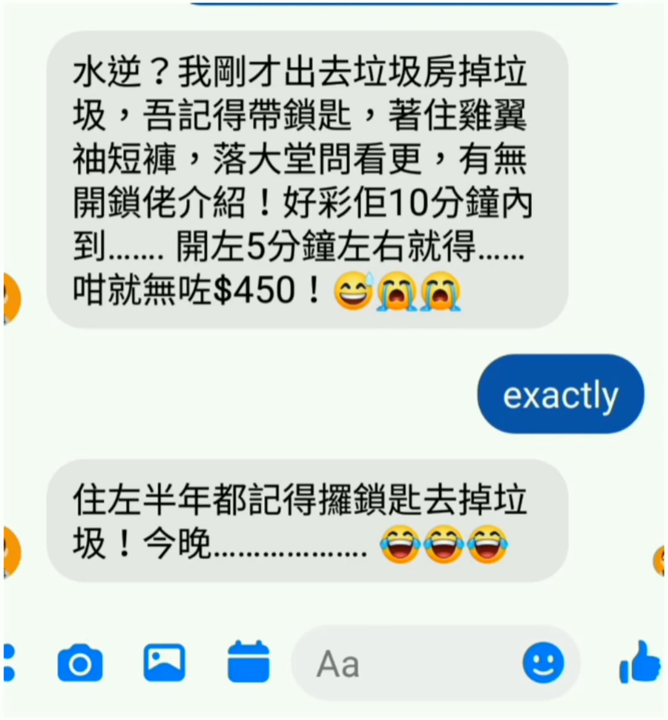 水逆？我剛才出去垃圾房掉垃
圾，吾記得帶鎖匙，著住雞翼
袖短褲，落大堂問看更，有無
開鎖佬介紹！好彩佢10分鐘內
到....... 開左5分鐘左右就得......
咁就無咗$450！😅😭😭
exactly
住左半年都記得攞鎖匙去掉垃
圾！今晚.................. 😂😂😂
Aa